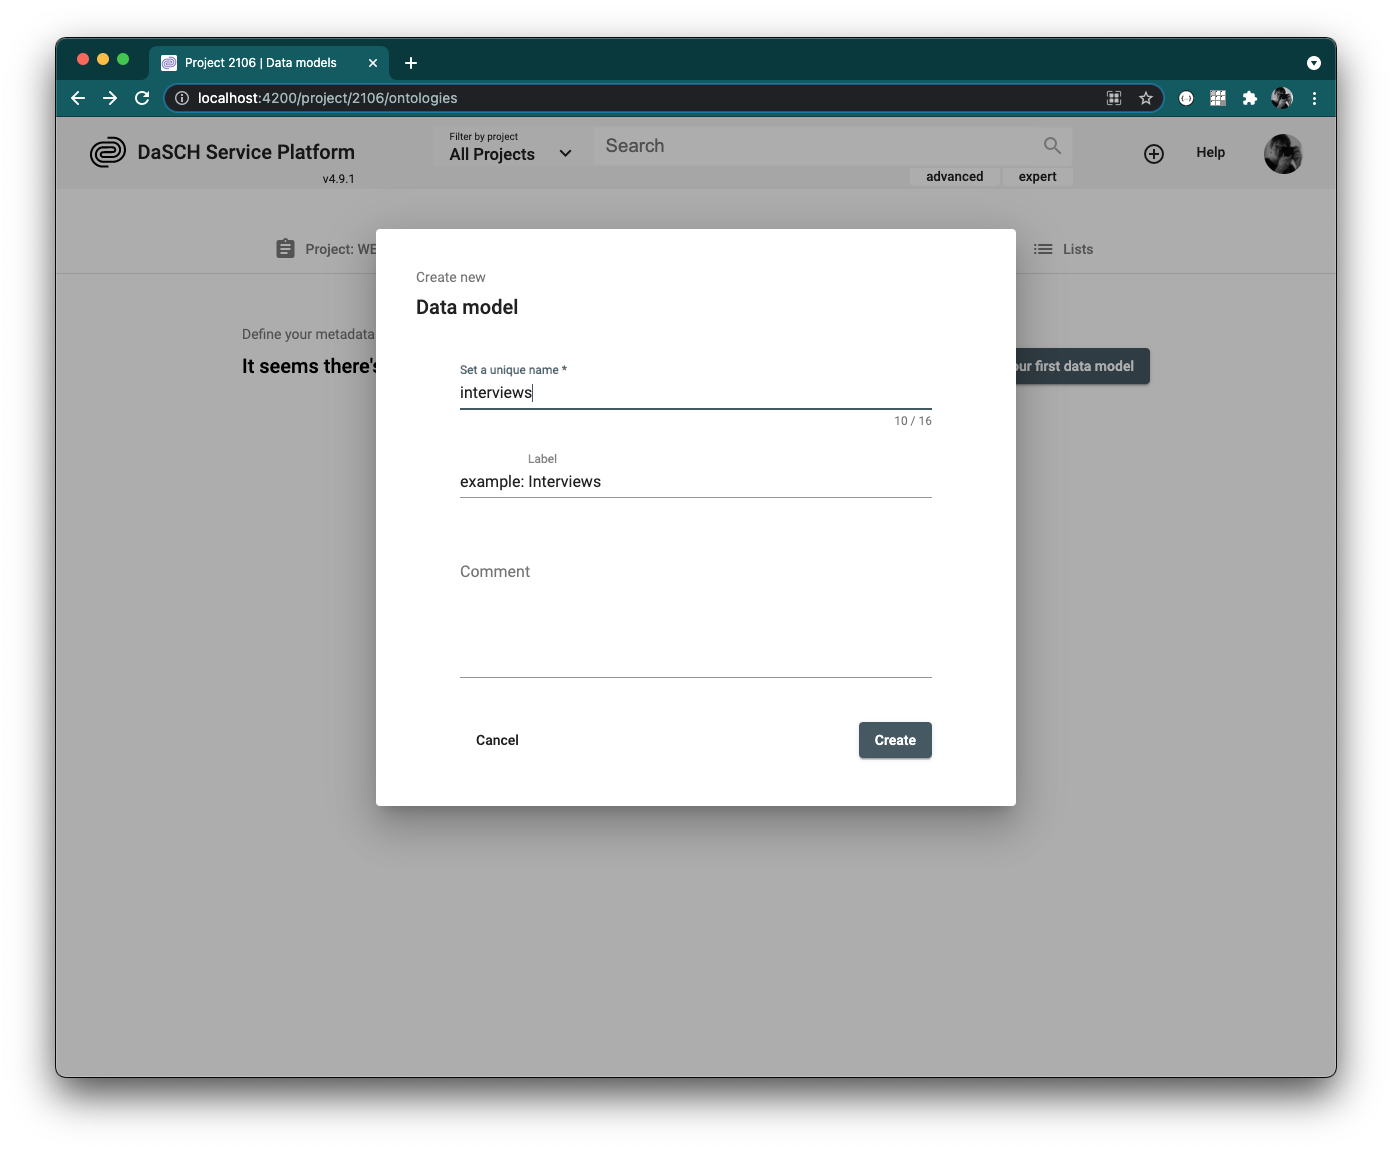 Project 2106 | Data models
localhost:4200/project/2106/ontologies
DaSCH Service Platform
v4.9.1
Filter by project
All Projects
Search
advanced
expert
Help
Project: WE
Lists
Define your metadata
It seems there's
our first data model
Create new
Data model
Set a unique name *
interviews
10 / 16
Label
example: Interviews
Comment
Cancel
Create